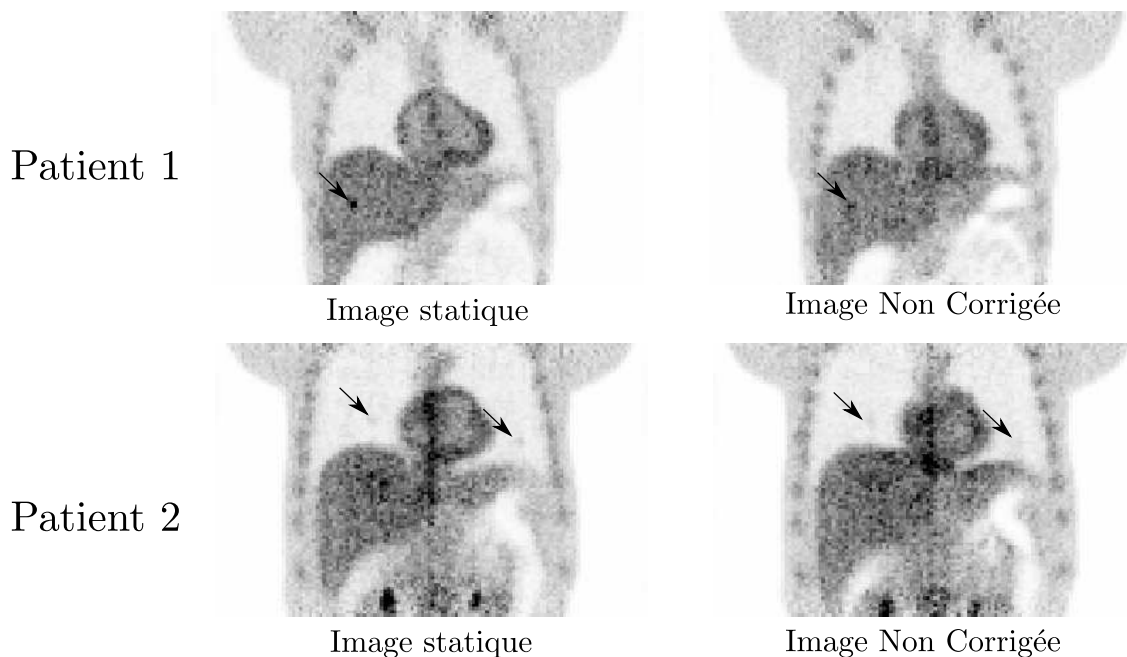 Patient 1
Image statique
Image Non Corrigée
Patient 2
Image statique
Image Non Corrigée